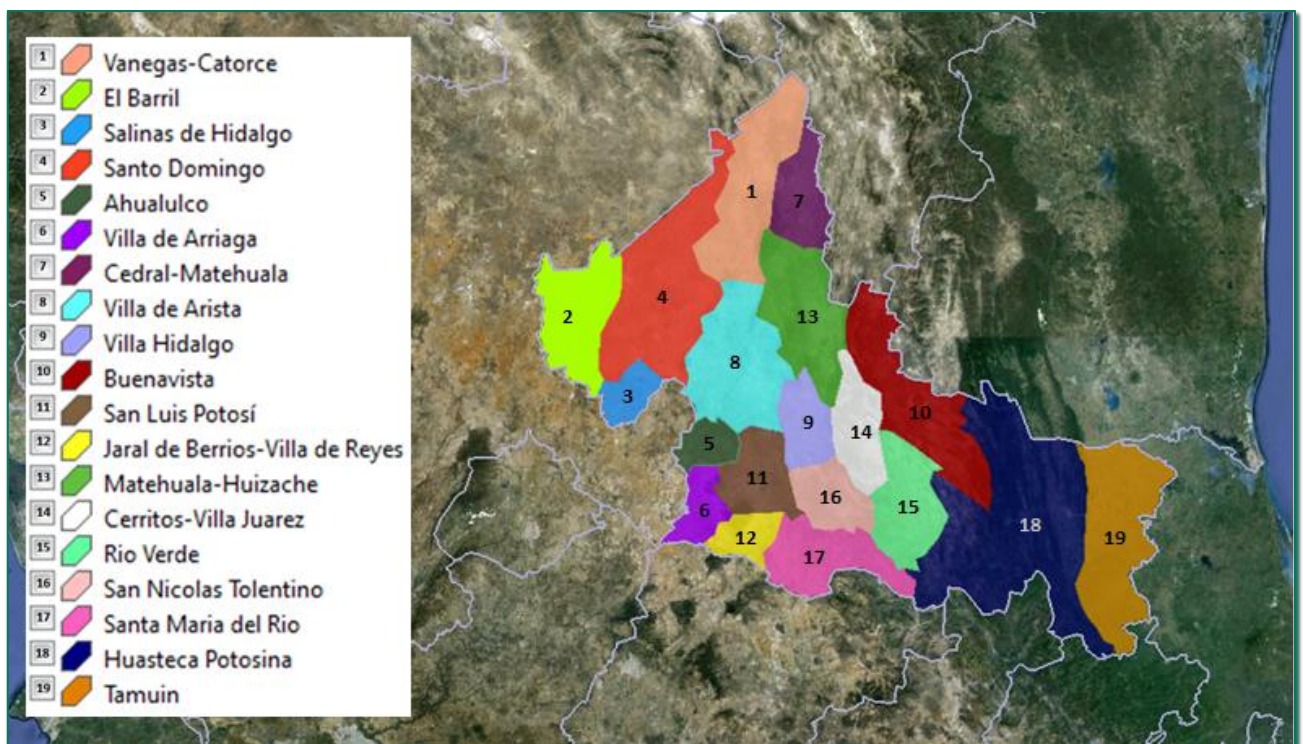 1 Vanegas-Catorce
2 El Barril
3 Salinas de Hidalgo
4 Santo Domingo
5 Ahualulco
6 Villa de Arriaga
7 Cedral-Matehuala
8 Villa de Arista
9 Villa Hidalgo
10 Buenavista
11 San Luis Potosí
12 Jaral de Berrios-Villa de Reyes
13 Matehuala-Huizache
14 Cerritos-Villa Juarez
15 Rio Verde
16 San Nicolas Tolentino
17 Santa Maria del Rio
18 Huasteca Potosina
19 Tamuin
1
7
4
2
13
8
3
10
9
14
5
11
16
15
6
18
12
19
17